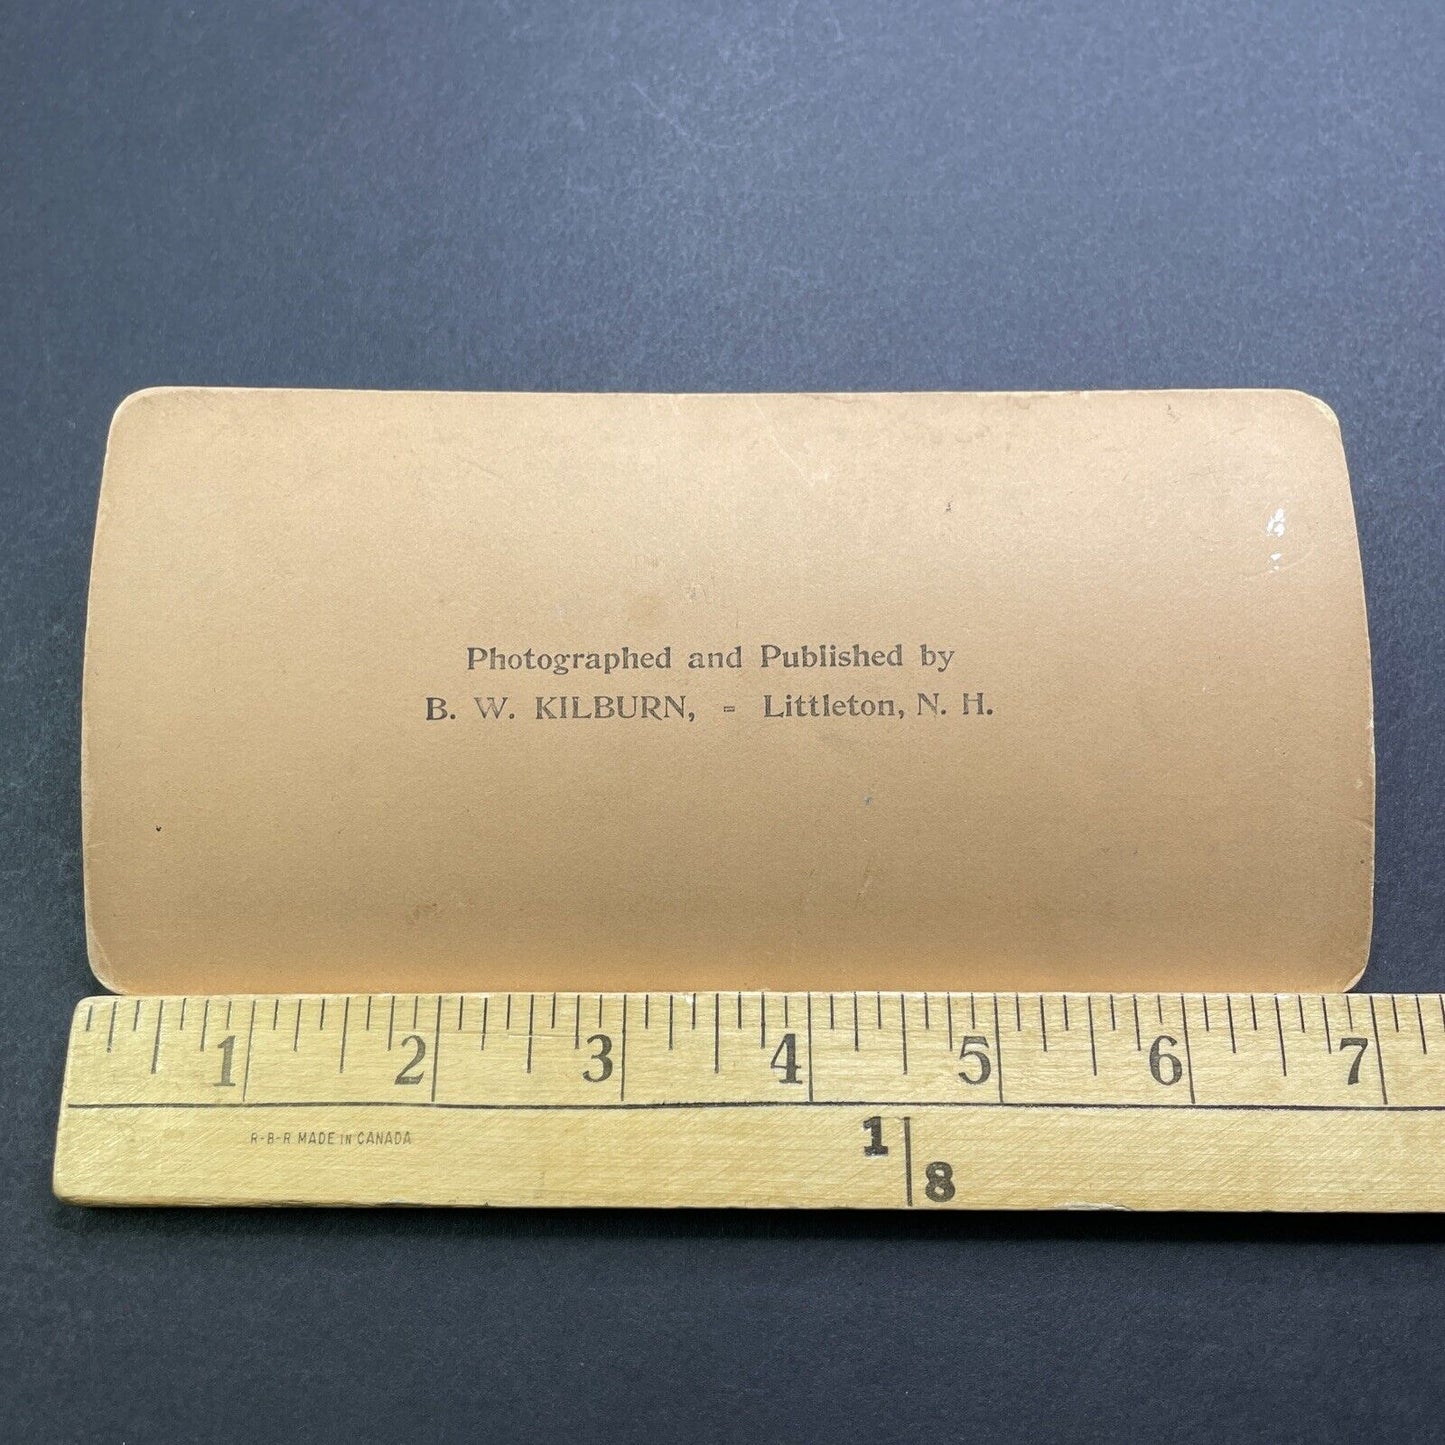 Photographed and Published by
B. W. KILBURN, = Littleton, N. H.
1 2 3 4 5 6 7
R-B-R MADE IN CANADA
1
8